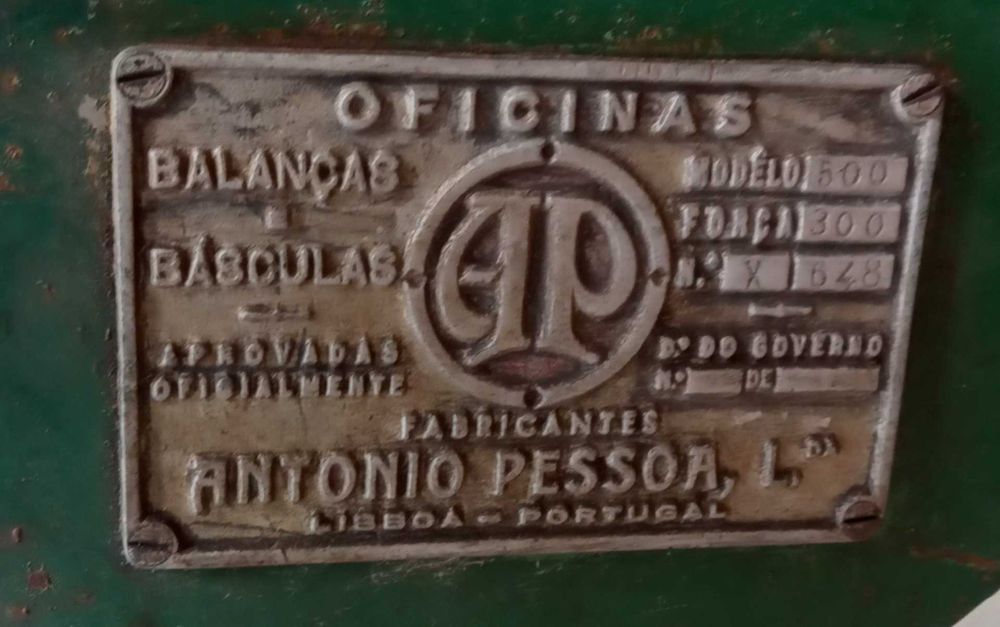 OFICINAS
BALANÇAS
E
BÁSCULAS
APROVADAS
OFICIALMENTE
AP
MODÊLO 500
FORÇA 300
N.º X 648
D.º DO GOVERNO
N.º DE
FABRICANTES
ANTONIO PESSOA, L.DA
LISBOA - PORTUGAL